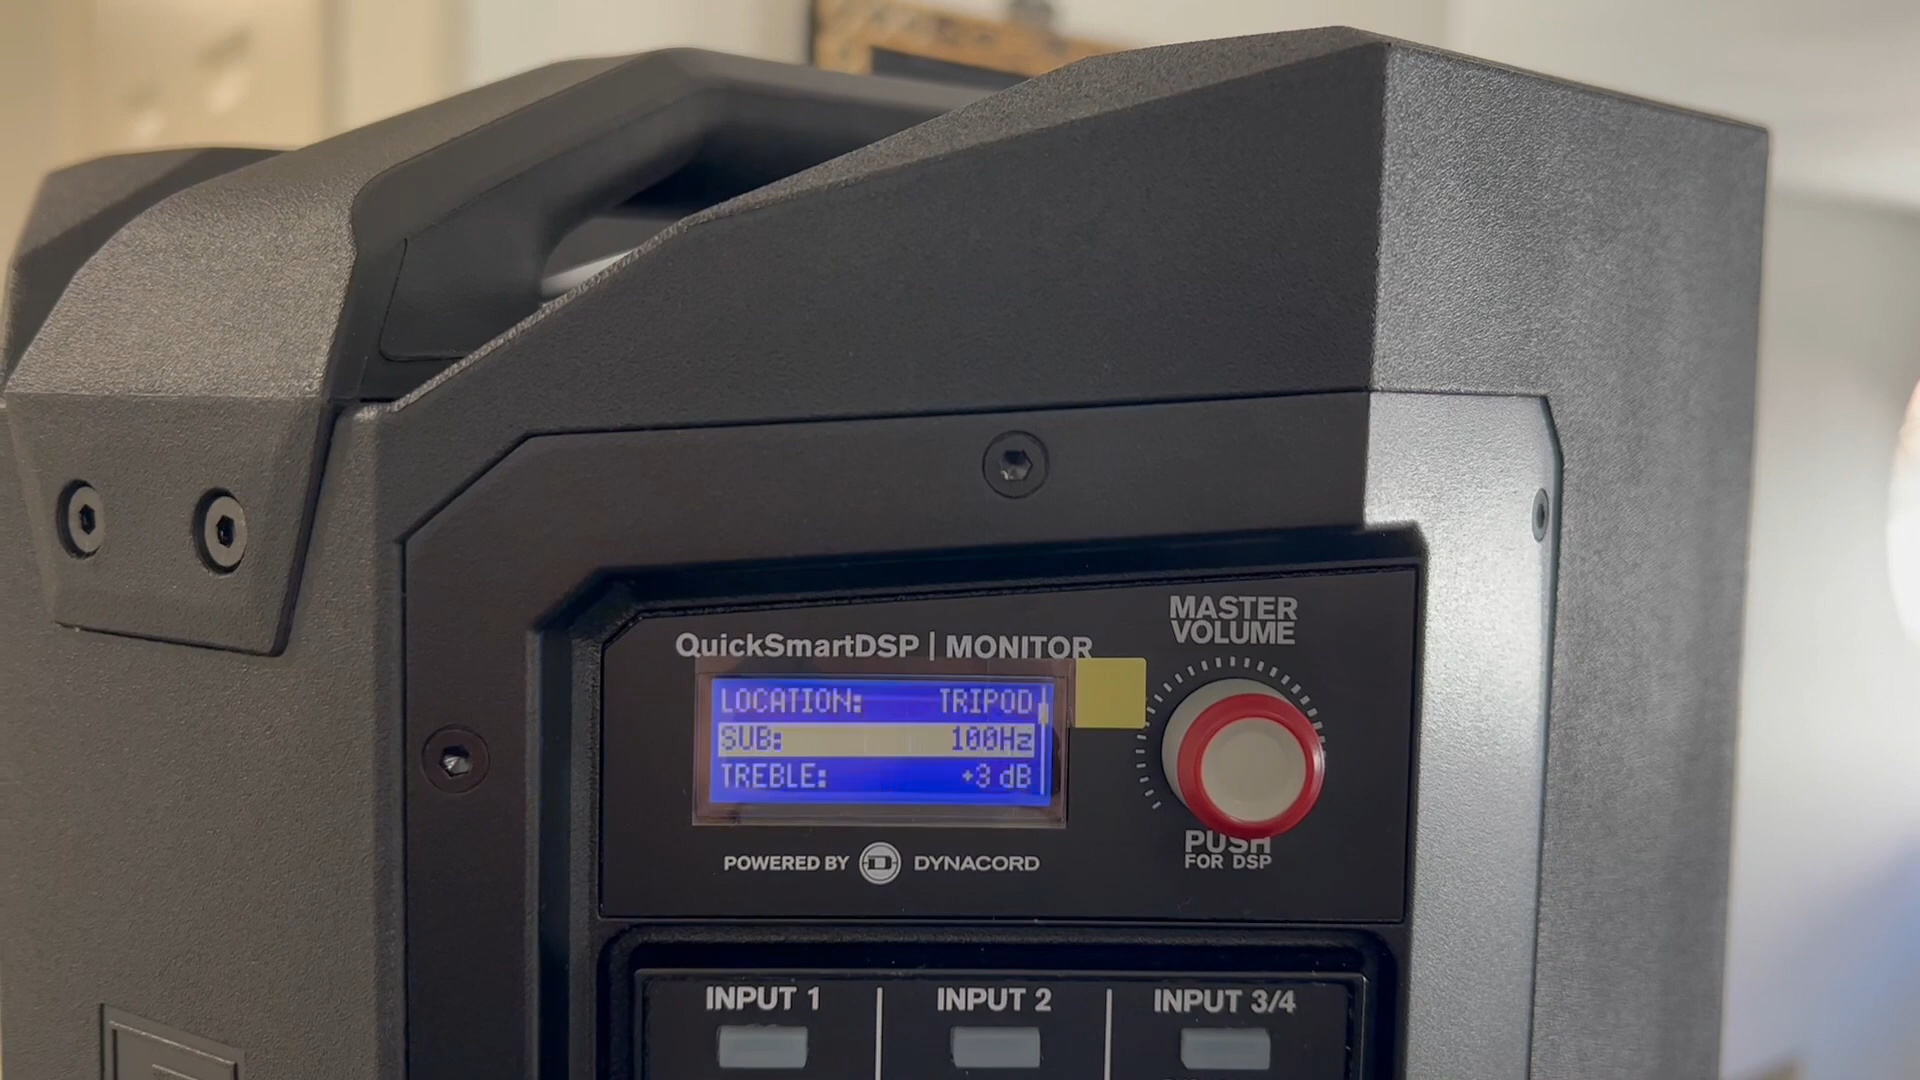 QuickSmartDSP | MONITOR
MASTER
VOLUME
LOCATION: TRIPOD
SUB: 100Hz
TREBLE: +3 dB
PUSH
FOR DSP
POWERED BY DYNACORD
INPUT 1
INPUT 2
INPUT 3/4